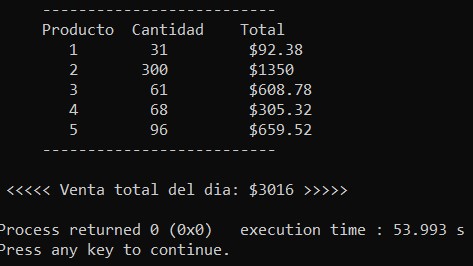 --------------------------
Producto  Cantidad    Total
1        31         $92.38
2       300         $1350
3        61         $608.78
4        68         $305.32
5        96         $659.52
--------------------------
<<<<< Venta total del dia: $3016 >>>>>
Process returned 0 (0x0)   execution time : 53.993 s
Press any key to continue.